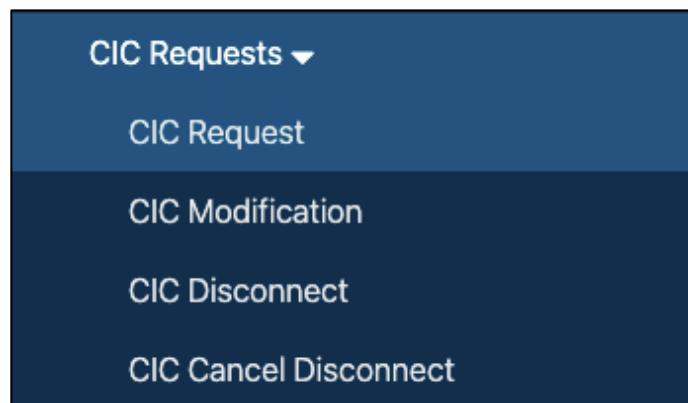 CIC Requests
CIC Request
CIC Modification
CIC Disconnect
CIC Cancel Disconnect